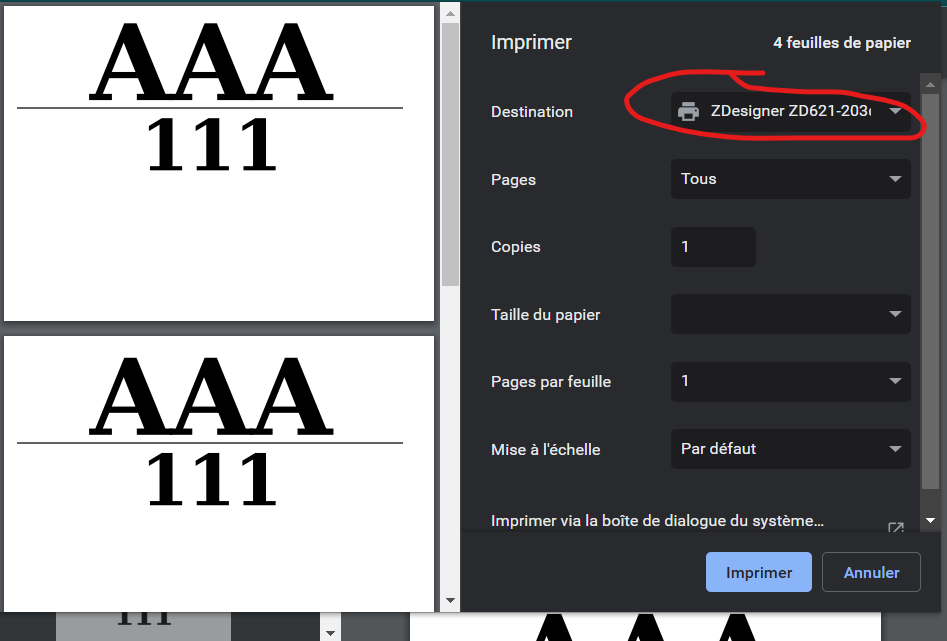 AAA
111
AAA
111
Imprimer
4 feuilles de papier
Destination
ZDesigner ZD621-203
Pages
Tous
Copies
1
Taille du papier
Pages par feuille
1
Mise à l'échelle
Par défaut
Imprimer via la boîte de dialogue du système...
Imprimer
Annuler
AAA